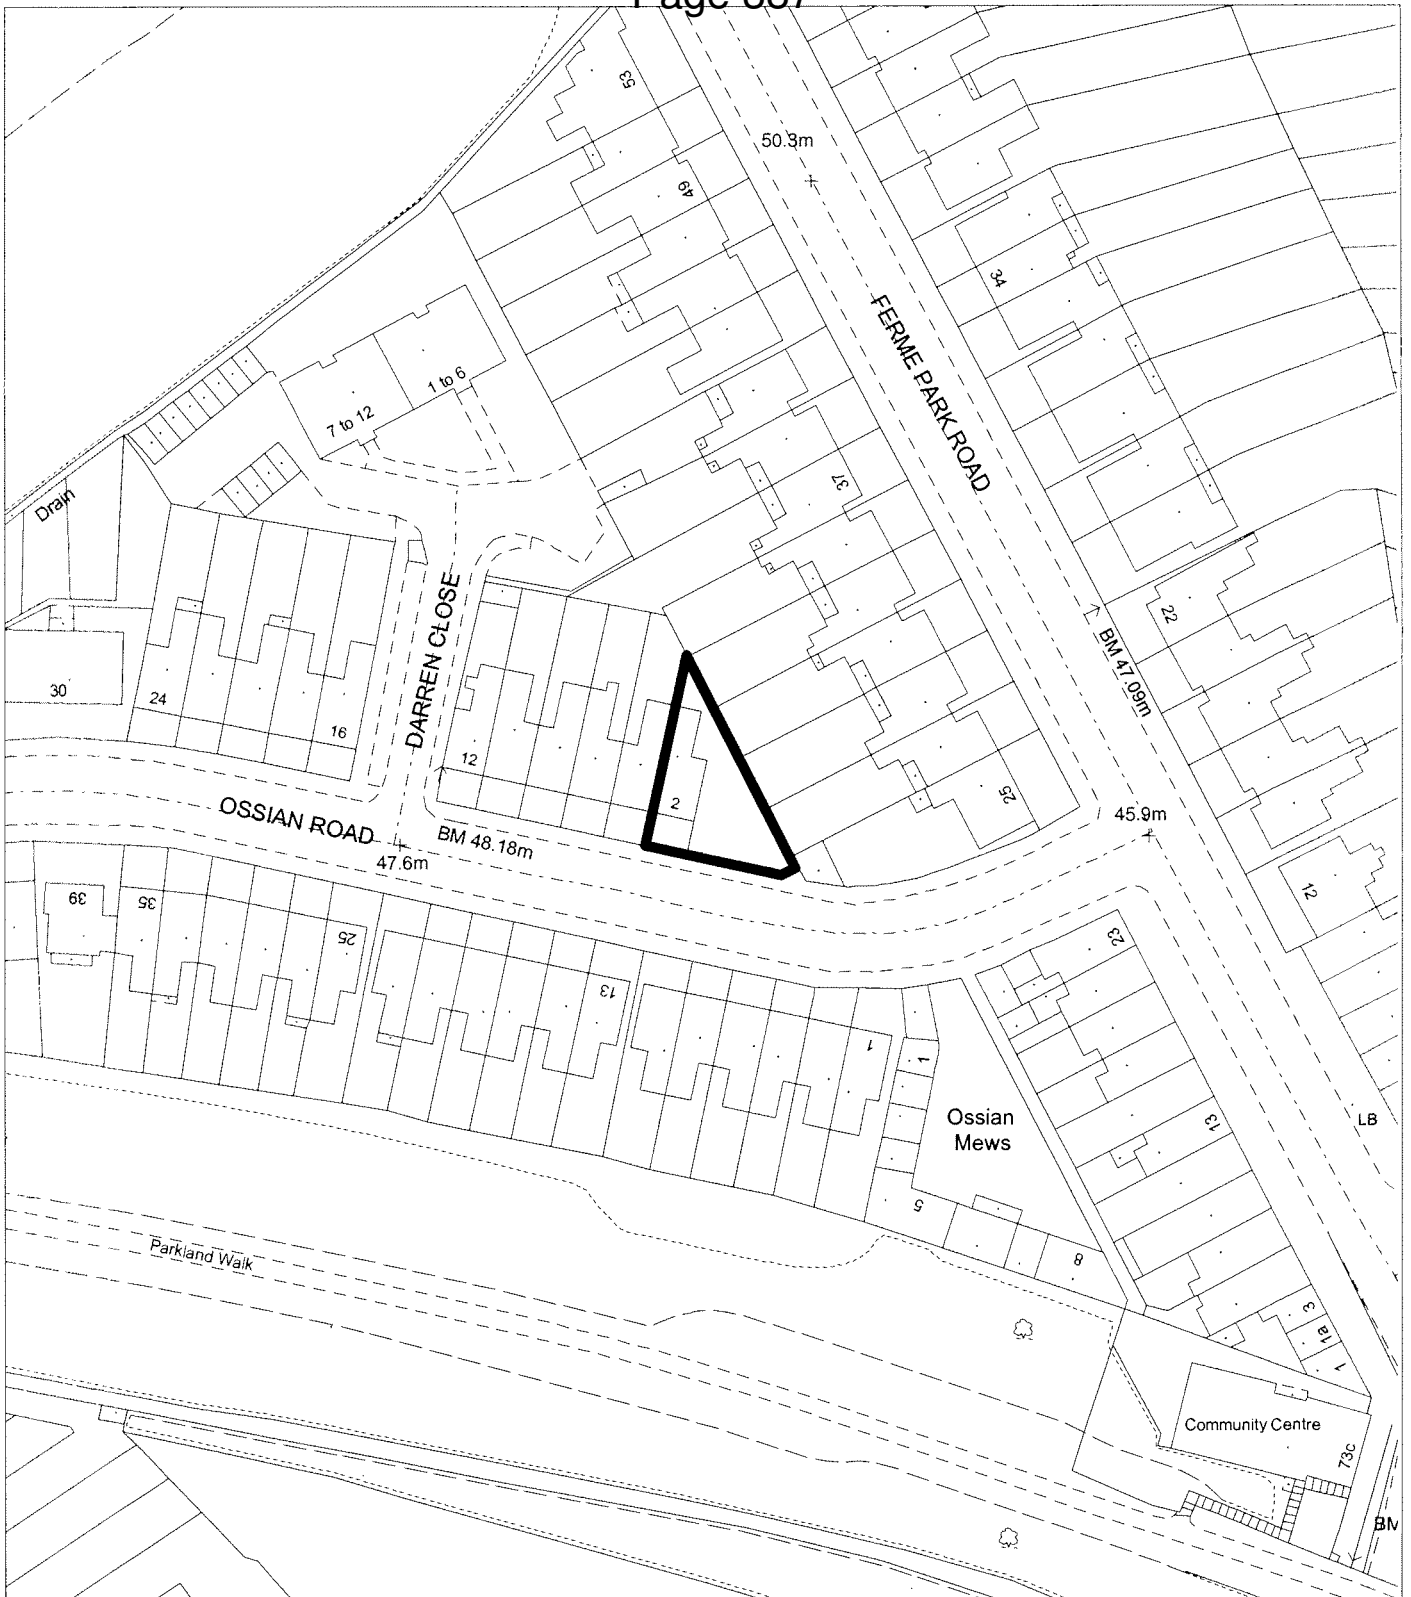 53
50.3m
49
34
FERME PARK ROAD
1 to 6
7 to 12
37
Drain
DARREN CLOSE
22
BM 47.09m
30
24
16
12
2
25
OSSIAN ROAD
BM 48.18m
47.6m
45.9m
12
39
35
25
13
1
23
1
Ossian
Mews
13
LB
5
8
Parkland Walk
3
1a
1
Community Centre
73c
BM